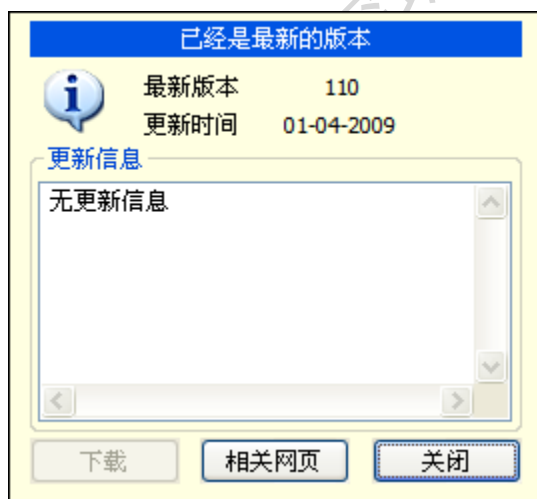 已经是最新的版本
最新版本 110
更新时间 01-04-2009
更新信息
无更新信息
下载 相关网页 关闭